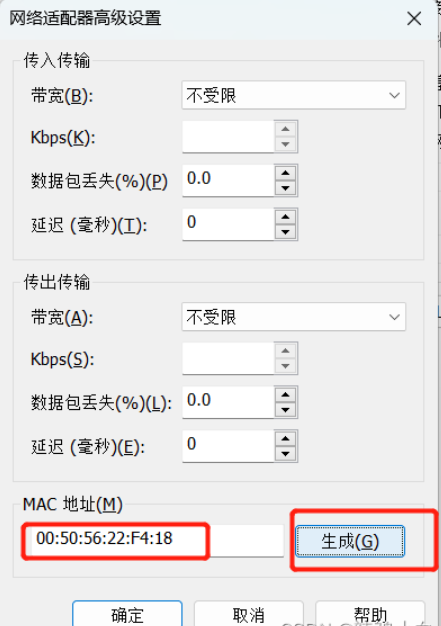 网络适配器高级设置
传入传输
带宽(B): 不受限
Kbps(K):
数据包丢失(%)(P) 0.0
延迟 (毫秒)(T): 0
传出传输
带宽(A): 不受限
Kbps(S):
数据包丢失(%)(L): 0.0
延迟 (毫秒)(E): 0
MAC 地址(M)
00:50:56:22:F4:18 生成(G)
确定 取消 帮助